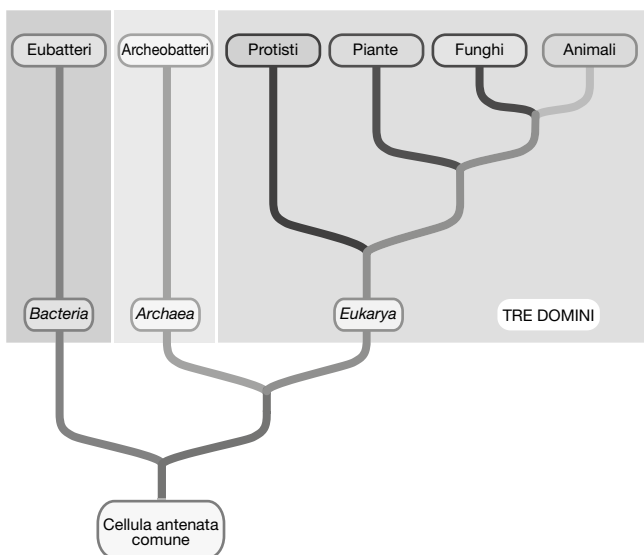 Eubatteri
Archeobatteri
Protisti
Piante
Funghi
Animali
Bacteria
Archaea
Eukarya
TRE DOMINI
Cellula antenata
comune